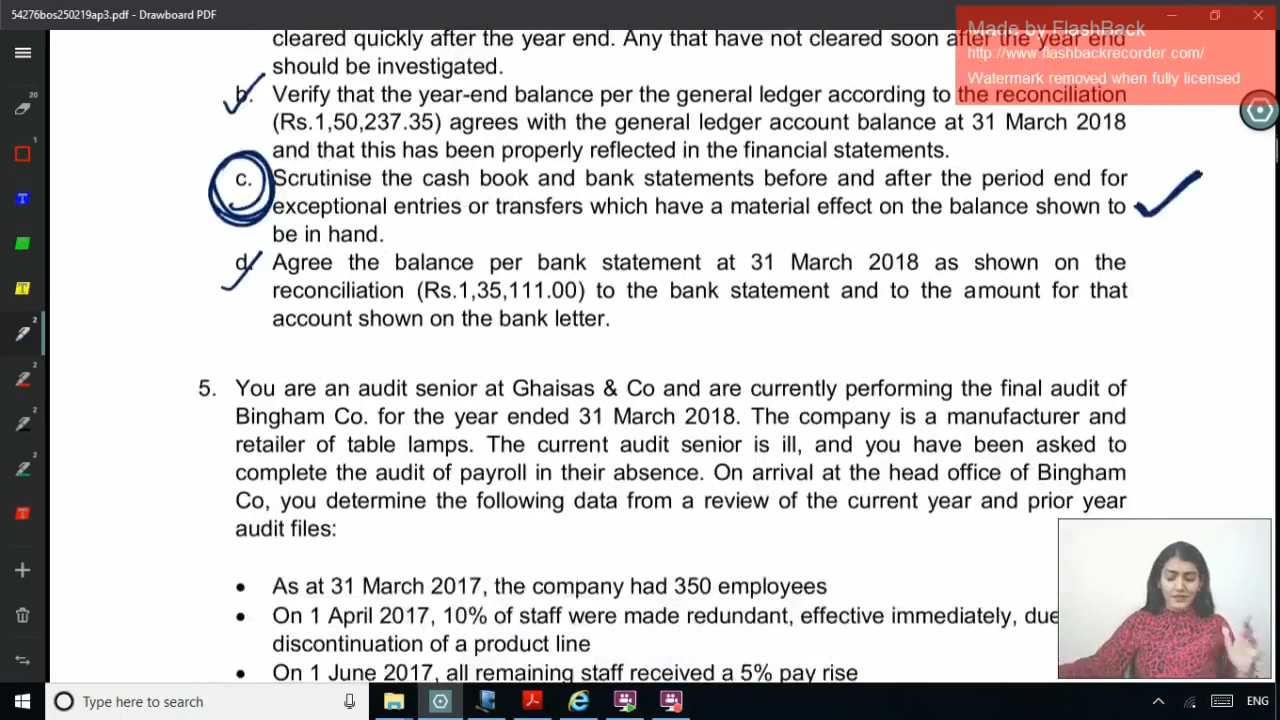 54276bos250219ap3.pdf - Drawboard PDF
Made by FlashBack
http://www.flashbackrecorder.com/
Watermark removed when fully licensed
cleared quickly after the year end. Any that have not cleared soon after the year end
should be investigated.
b. Verify that the year-end balance per the general ledger according to the reconciliation
(Rs.1,50,237.35) agrees with the general ledger account balance at 31 March 2018
and that this has been properly reflected in the financial statements.
c. Scrutinise the cash book and bank statements before and after the period end for
exceptional entries or transfers which have a material effect on the balance shown to
be in hand.
d. Agree the balance per bank statement at 31 March 2018 as shown on the
reconciliation (Rs.1,35,111.00) to the bank statement and to the amount for that
account shown on the bank letter.
5. You are an audit senior at Ghaisas & Co and are currently performing the final audit of
Bingham Co. for the year ended 31 March 2018. The company is a manufacturer and
retailer of table lamps. The current audit senior is ill, and you have been asked to
complete the audit of payroll in their absence. On arrival at the head office of Bingham
Co, you determine the following data from a review of the current year and prior year
audit files:
• As at 31 March 2017, the company had 350 employees
• On 1 April 2017, 10% of staff were made redundant, effective immediately, due
discontinuation of a product line
• On 1 June 2017, all remaining staff received a 5% pay rise
20
1
T
T
2
2
2
2
2
T
Type here to search
ENG